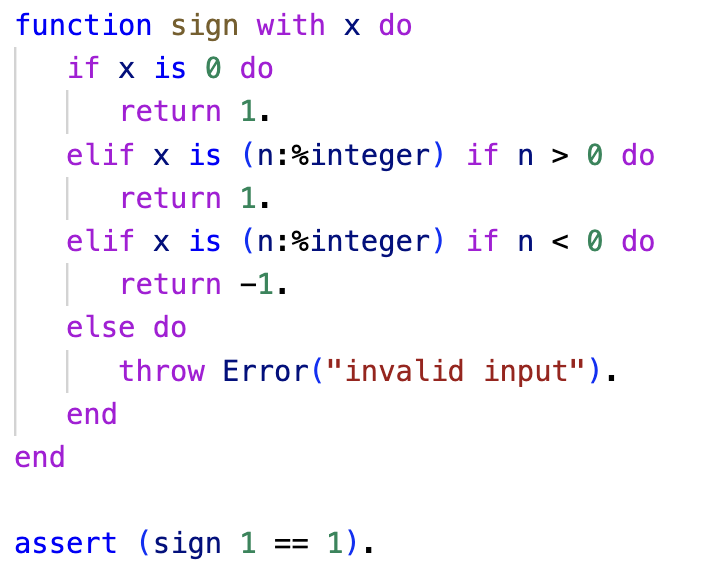 function sign with x do
if x is 0 do
return 1.
elif x is (n:%integer) if n > 0 do
return 1.
elif x is (n:%integer) if n < 0 do
return -1.
else do
throw Error("invalid input").
end
end
assert (sign 1 == 1).